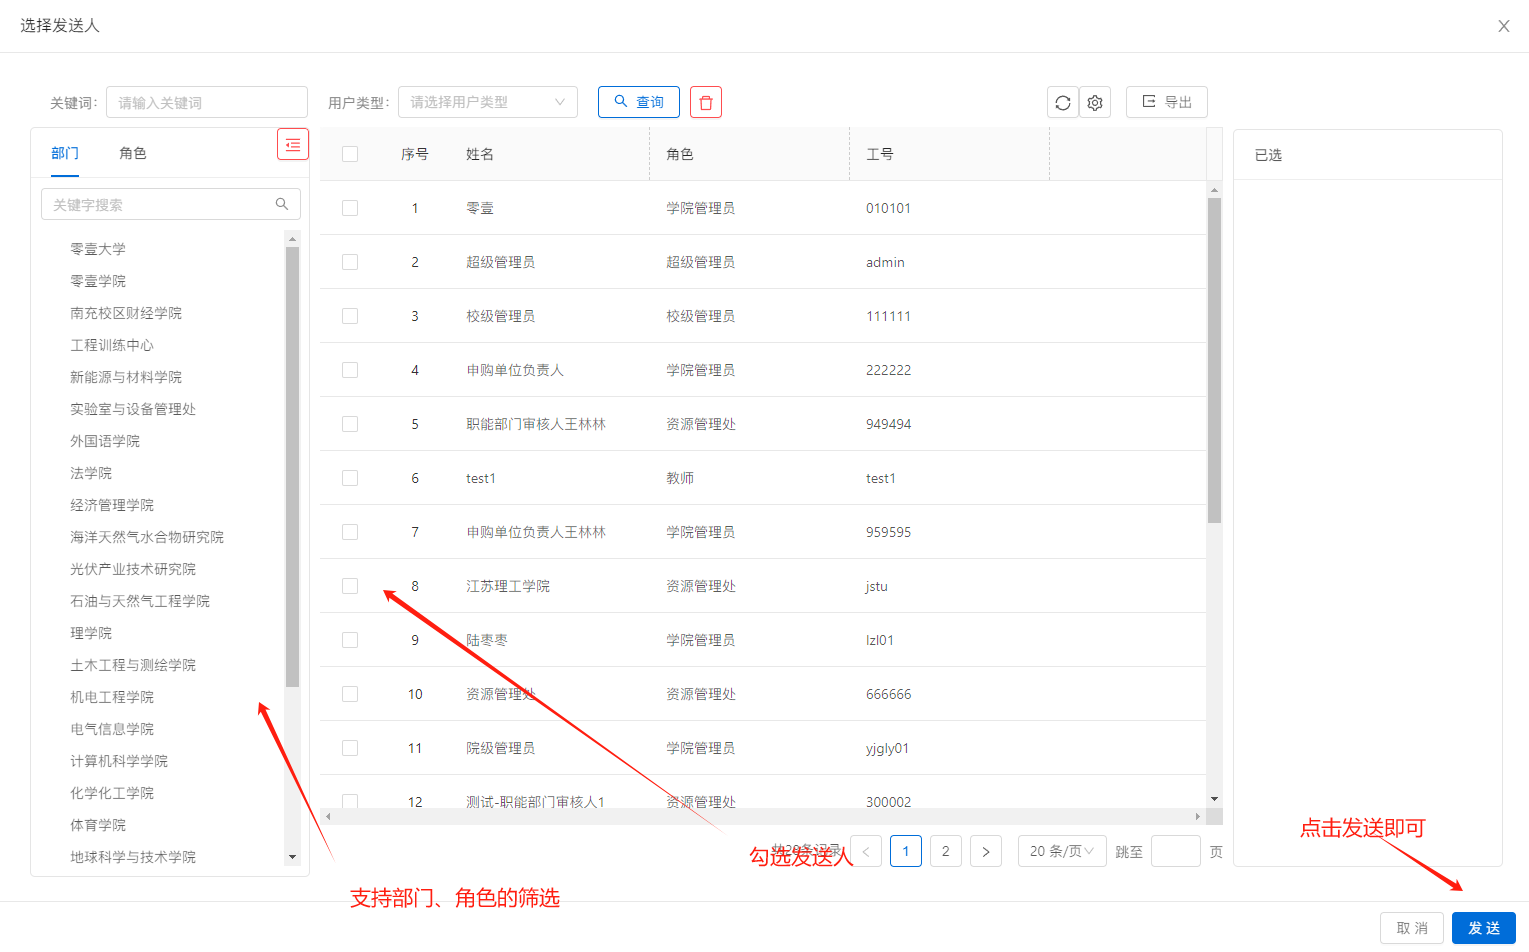 选择发送人
关键词: 请输入关键词 用户类型: 请选择用户类型 查询 导出
部门 角色
关键字搜索
零壹大学
零壹学院
南充校区财经学院
工程训练中心
新能源与材料学院
实验室与设备管理处
外国语学院
法学院
经济管理学院
海洋天然气水合物研究院
光伏产业技术研究院
石油与天然气工程学院
理学院
土木工程与测绘学院
机电工程学院
电气信息学院
计算机科学学院
化学化工学院
体育学院
地球科学与技术学院
序号 姓名 角色 工号
1 零壹 学院管理员 010101
2 超级管理员 超级管理员 admin
3 校级管理员 校级管理员 111111
4 申购单位负责人 学院管理员 222222
5 职能部门审核人王林林 资源管理处 949494
6 test1 教师 test1
7 申购单位负责人王林林 学院管理员 959595
8 江苏理工学院 资源管理处 jstu
9 陆枣枣 学院管理员 lzl01
10 资源管理处 资源管理处 666666
11 院级管理员 学院管理员 yjgly01
12 测试-职能部门审核人1 资源管理处 300002
1 2 20 条/页 跳至 页
已选
勾选发送人
支持部门、角色的筛选
点击发送即可
取 消 发 送